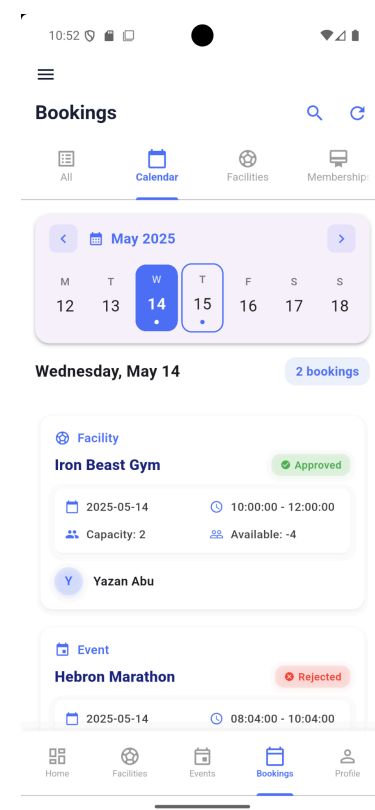 10:52
Bookings
All
Calendar
Facilities
Memberships
May 2025
M T W T F S S
12 13 14 15 16 17 18
Wednesday, May 14
2 bookings
Facility
Iron Beast Gym
Approved
2025-05-14
10:00:00 - 12:00:00
Capacity: 2
Available: -4
Y
Yazan Abu
Event
Hebron Marathon
Rejected
2025-05-14
08:04:00 - 10:04:00
Home
Facilities
Events
Bookings
Profile